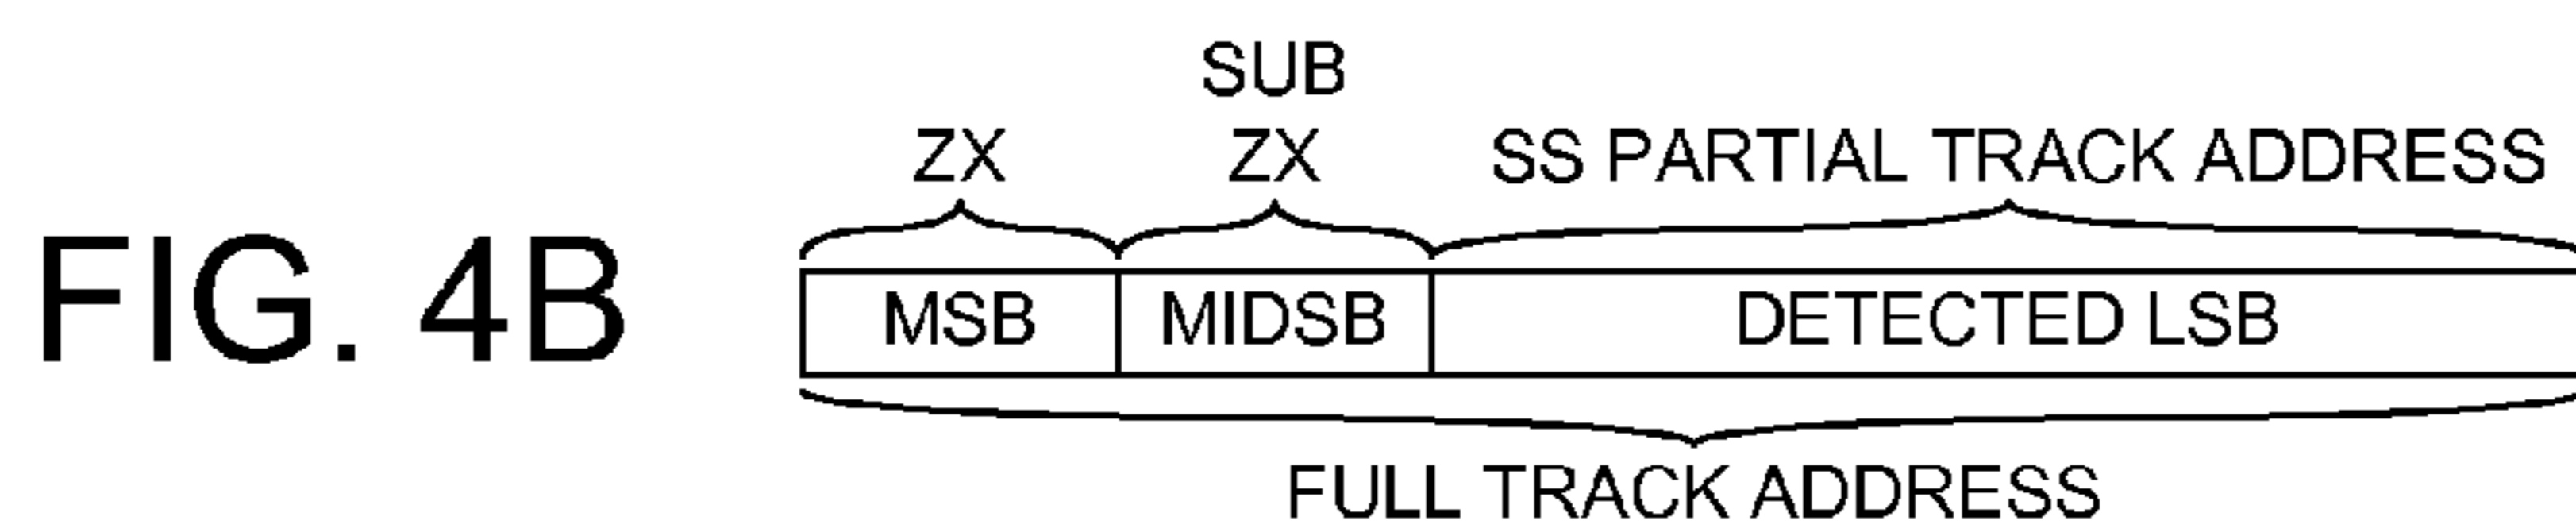 FIG. 4B
SUB
ZX ZX SS PARTIAL TRACK ADDRESS
MSB MIDSB DETECTED LSB
FULL TRACK ADDRESS